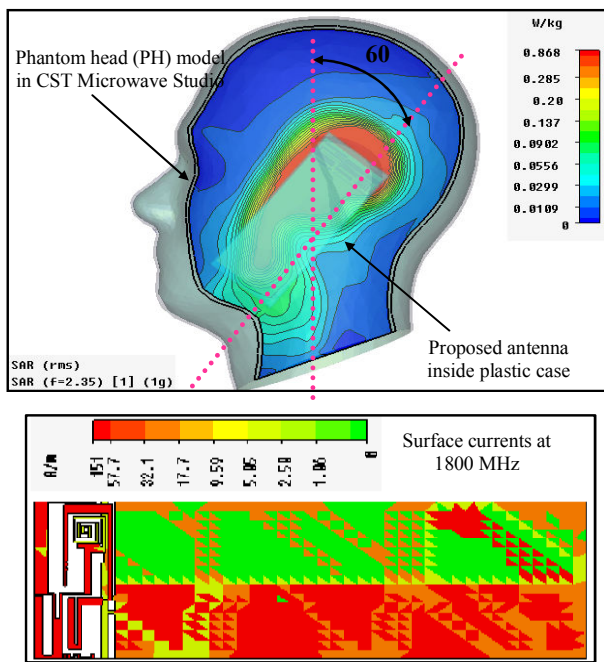 Phantom head (PH) model
in CST Microwave Studio
60
W/kg
0.868
0.285
0.20
0.137
0.0902
0.0556
0.0299
0.0109
0
Proposed antenna
inside plastic case
SAR (rms)
SAR (f=2.35) [1] (1g)
A/m
151
57.7
32.1
17.7
9.59
5.05
2.50
1.06
0
Surface currents at
1800 MHz